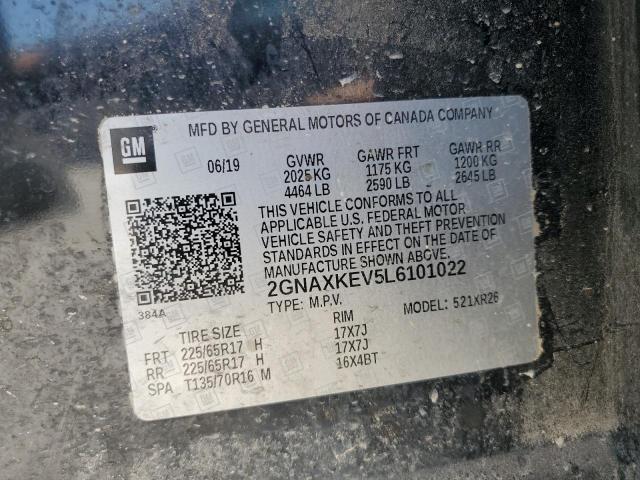 MFD BY GENERAL MOTORS OF CANADA COMPANY
GM
06/19 GVWR GAWR FRT GAWR RR
2025 KG 1175 KG 1200 KG
4464 LB 2590 LB 2645 LB
THIS VEHICLE CONFORMS TO ALL
APPLICABLE U.S. FEDERAL MOTOR
VEHICLE SAFETY AND THEFT PREVENTION
STANDARDS IN EFFECT ON THE DATE OF
MANUFACTURE SHOWN ABOVE.
2GNAXKEV5L6101022
384A
TYPE: M.P.V. MODEL: 521XR26
TIRE SIZE RIM
FRT 225/65R17 H 17X7J
RR 225/65R17 H 17X7J
SPA T135/70R16 M 16X4BT